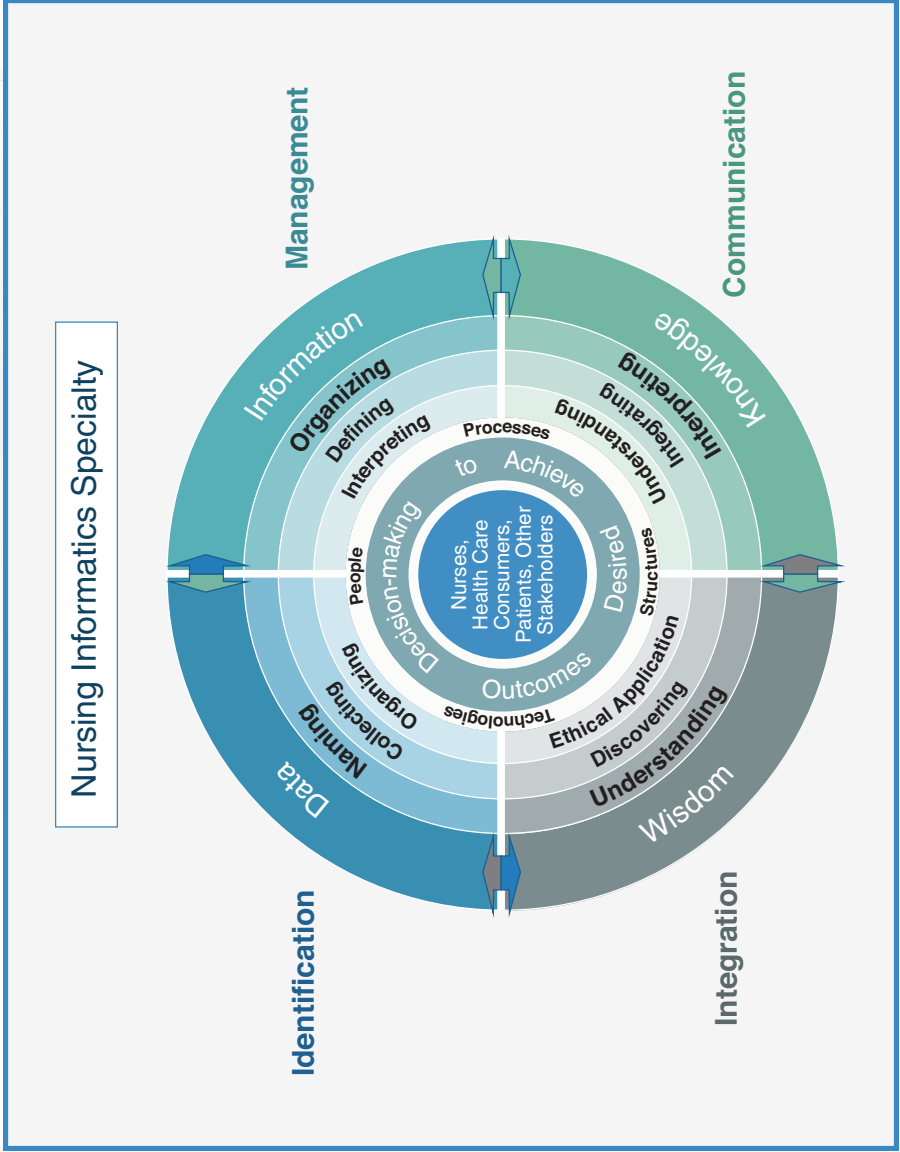 Nursing Informatics Specialty
Identification
Management
Data
Naming
Collecting
Organizing
Information
Organizing
Defining
Interpreting
People
Processes
Structures
Technologies
Decision-making to Achieve Desired Outcomes
Nurses,
Health Care
Consumers,
Patients, Other
Stakeholders
Ethical Application
Discovering
Understanding
Wisdom
Understanding
Integrating
Interpreting
Knowledge
Integration
Communication